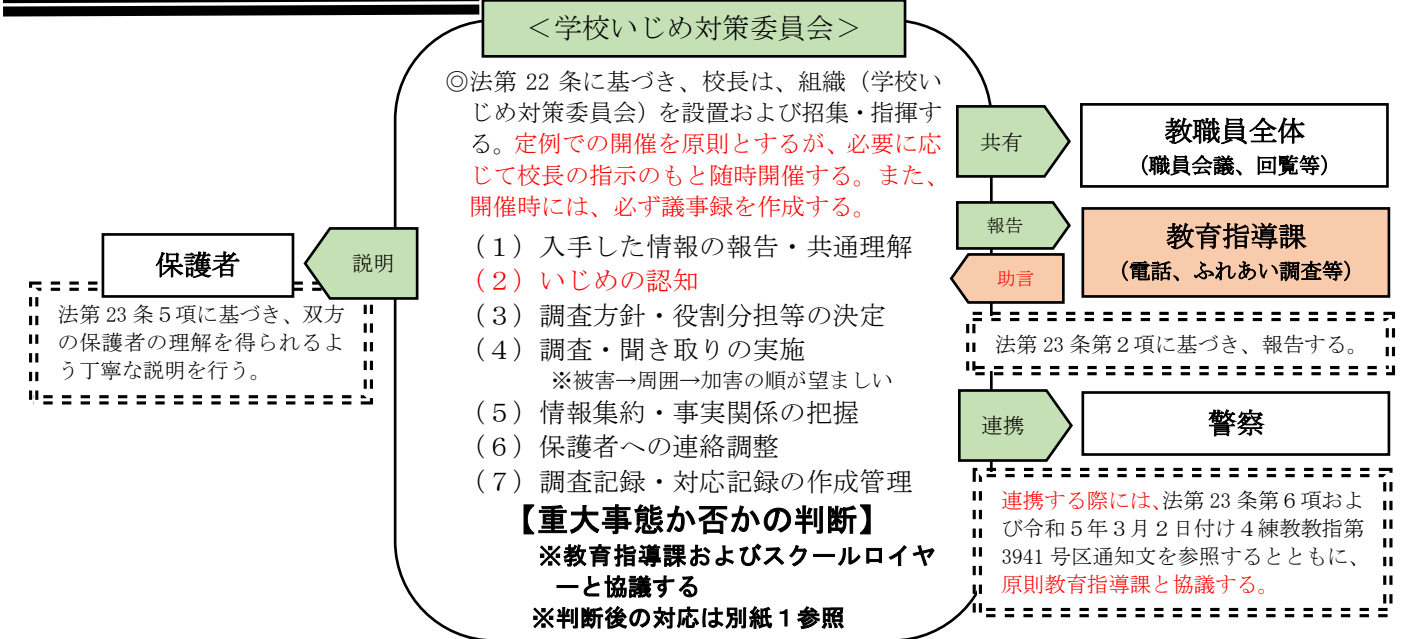 ＜学校いじめ対策委員会＞
◎法第 22 条に基づき、校長は、組織（学校い
じめ対策委員会）を設置および招集・指揮す
る。定例での開催を原則とするが、必要に応
じて校長の指示のもと随時開催する。また、
開催時には、必ず議事録を作成する。
（１）入手した情報の報告・共通理解
（２）いじめの認知
（３）調査方針・役割分担等の決定
（４）調査・聞き取りの実施
※被害→周囲→加害の順が望ましい
（５）情報集約・事実関係の把握
（６）保護者への連絡調整
（７）調査記録・対応記録の作成管理
【重大事態か否かの判断】
※教育指導課およびスクールロイヤ
ーと協議する
※判断後の対応は別紙１参照
説明
保護者
法第 23 条５項に基づき、双方
の保護者の理解を得られるよ
う丁寧な説明を行う。
共有
教職員全体
（職員会議、回覧等）
報告
助言
教育指導課
（電話、ふれあい調査等）
法第 23 条第２項に基づき、報告する。
連携
警察
連携する際には、法第 23 条第６項およ
び令和５年３月２日付け４練教教指第
3941 号区通知文を参照するとともに、
原則教育指導課と協議する。